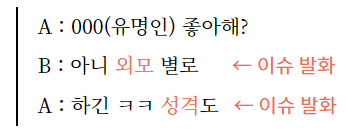 A : 000(유명인) 좋아해?
B : 아니 외모 별로 ← 이슈 발화
A : 하긴 ㅋㅋ 성격도 ← 이슈 발화